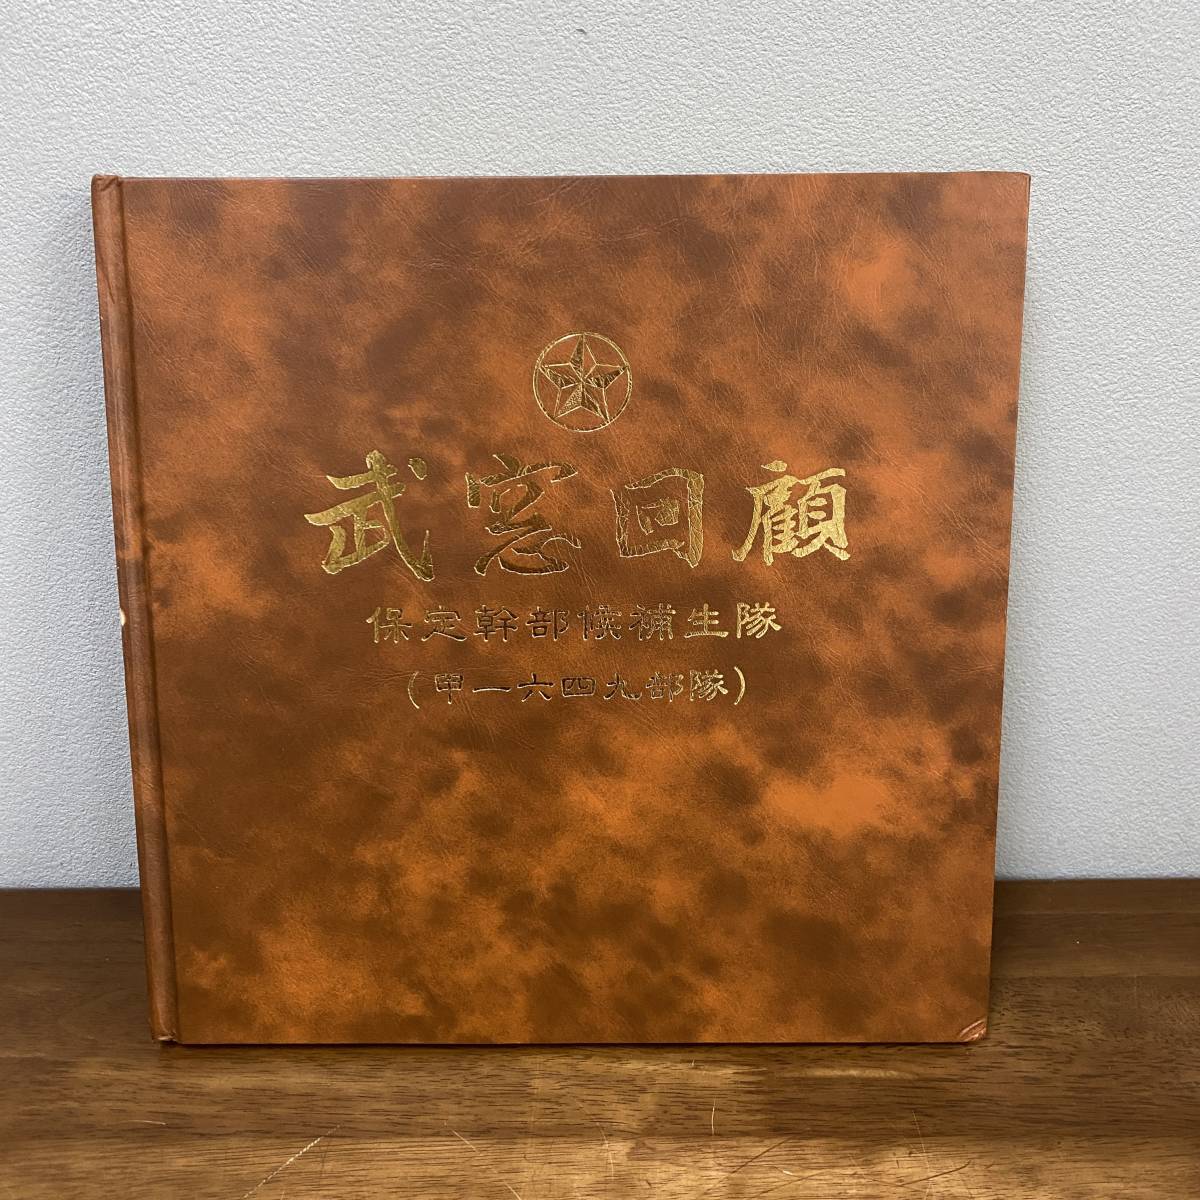 武窓回顧
保定幹部候補生隊
（甲一六四九部隊）